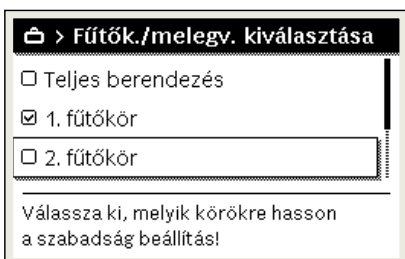 > Fűtők./melegv. kiválasztása
Teljes berendezés
1. fűtőkör
2. fűtőkör
Válassza ki, melyik körökre hasson
a szabadság beállítás!